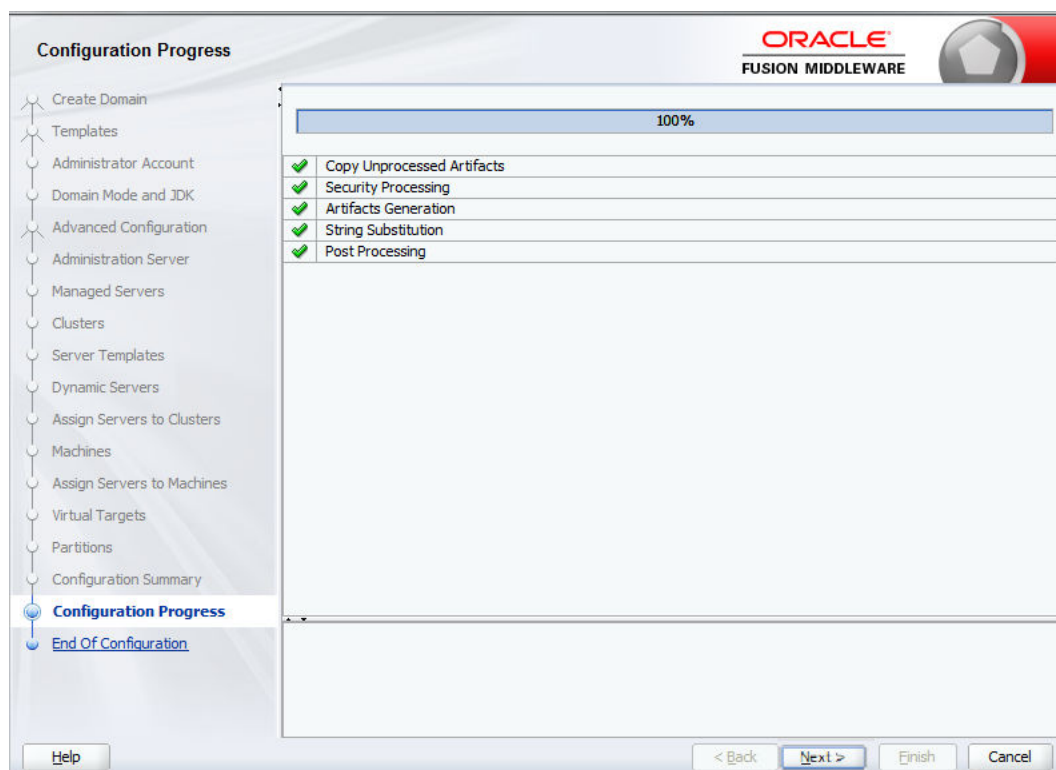 Configuration Progress
ORACLE
FUSION MIDDLEWARE
Create Domain
Templates
Administrator Account
Domain Mode and JDK
Advanced Configuration
Administration Server
Managed Servers
Clusters
Server Templates
Dynamic Servers
Assign Servers to Clusters
Machines
Assign Servers to Machines
Virtual Targets
Partitions
Configuration Summary
Configuration Progress
End Of Configuration
100%
Copy Unprocessed Artifacts
Security Processing
Artifacts Generation
String Substitution
Post Processing
Help
< Back
Next >
Finish
Cancel